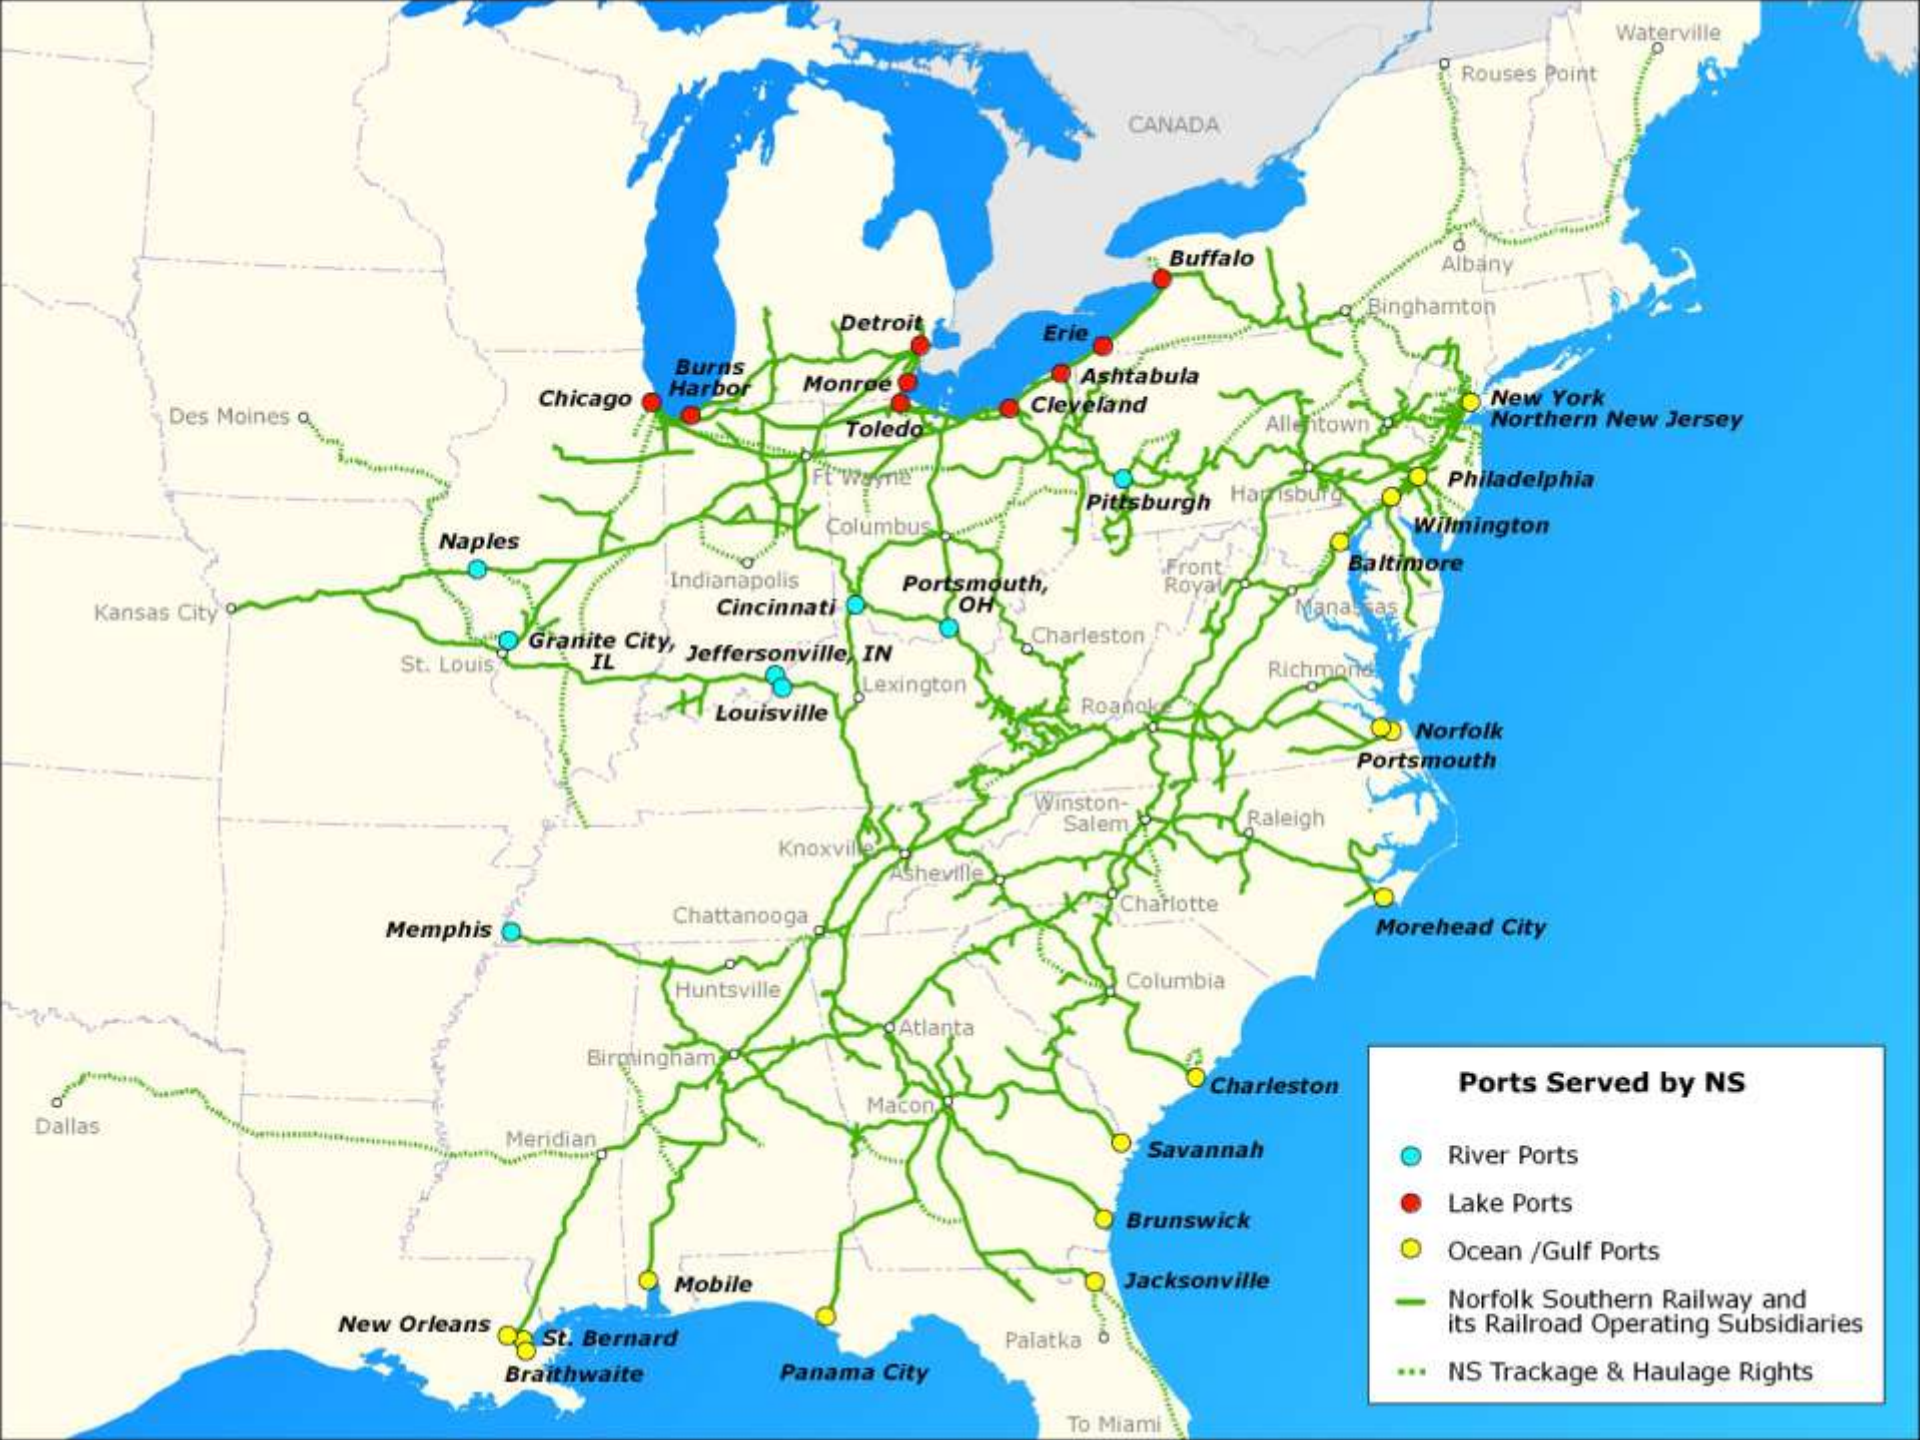 Waterville
Rouses Point
CANADA
Buffalo
Albany
Binghamton
Detroit
Erie
Burns
Harbor
Monroe
Ashtabula
Chicago
Cleveland
New York
Northern New Jersey
Des Moines
Toledo
Allentown
Ft Wayne
Philadelphia
Pittsburgh
Harrisburg
Columbus
Wilmington
Naples
Baltimore
Indianapolis
Portsmouth,
OH
Front
Royal
Kansas City
Cincinnati
Manassas
Charleston
Granite City,
IL
Jeffersonville, IN
St. Louis
Richmond
Lexington
Louisville
Roanoke
Norfolk
Portsmouth
Winston-
Salem
Raleigh
Knoxville
Asheville
Charlotte
Chattanooga
Memphis
Morehead City
Huntsville
Columbia
Atlanta
Birmingham
Charleston
Macon
Dallas
Meridian
Savannah
Brunswick
Mobile
Jacksonville
New Orleans
St. Bernard
Braithwaite
Panama City
Palatka
To Miami
Ports Served by NS
River Ports
Lake Ports
Ocean /Gulf Ports
Norfolk Southern Railway and
its Railroad Operating Subsidiaries
NS Trackage & Haulage Rights